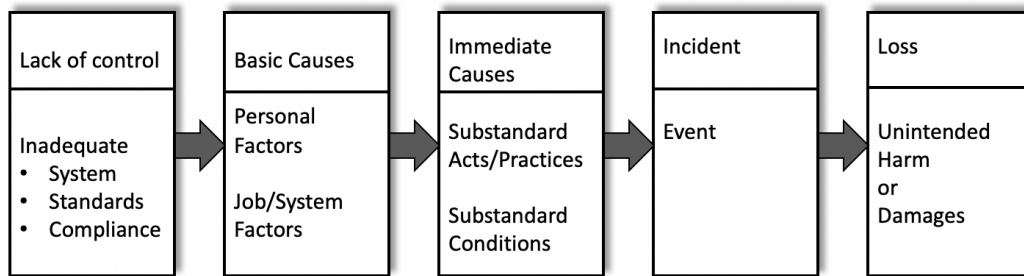 Lack of control
Inadequate
• System
• Standards
• Compliance
Basic Causes
Personal
Factors
Job/System
Factors
Immediate
Causes
Substandard
Acts/Practices
Substandard
Conditions
Incident
Event
Loss
Unintended
Harm
or
Damages